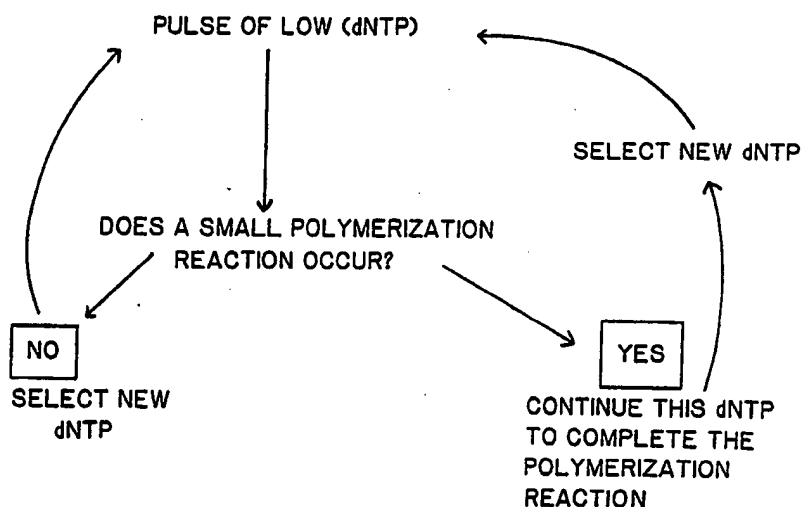 PULSE OF LOW (dNTP)
SELECT NEW dNTP
DOES A SMALL POLYMERIZATION
REACTION OCCUR?
NO
SELECT NEW
dNTP
YES
CONTINUE THIS dNTP
TO COMPLETE THE
POLYMERIZATION
REACTION